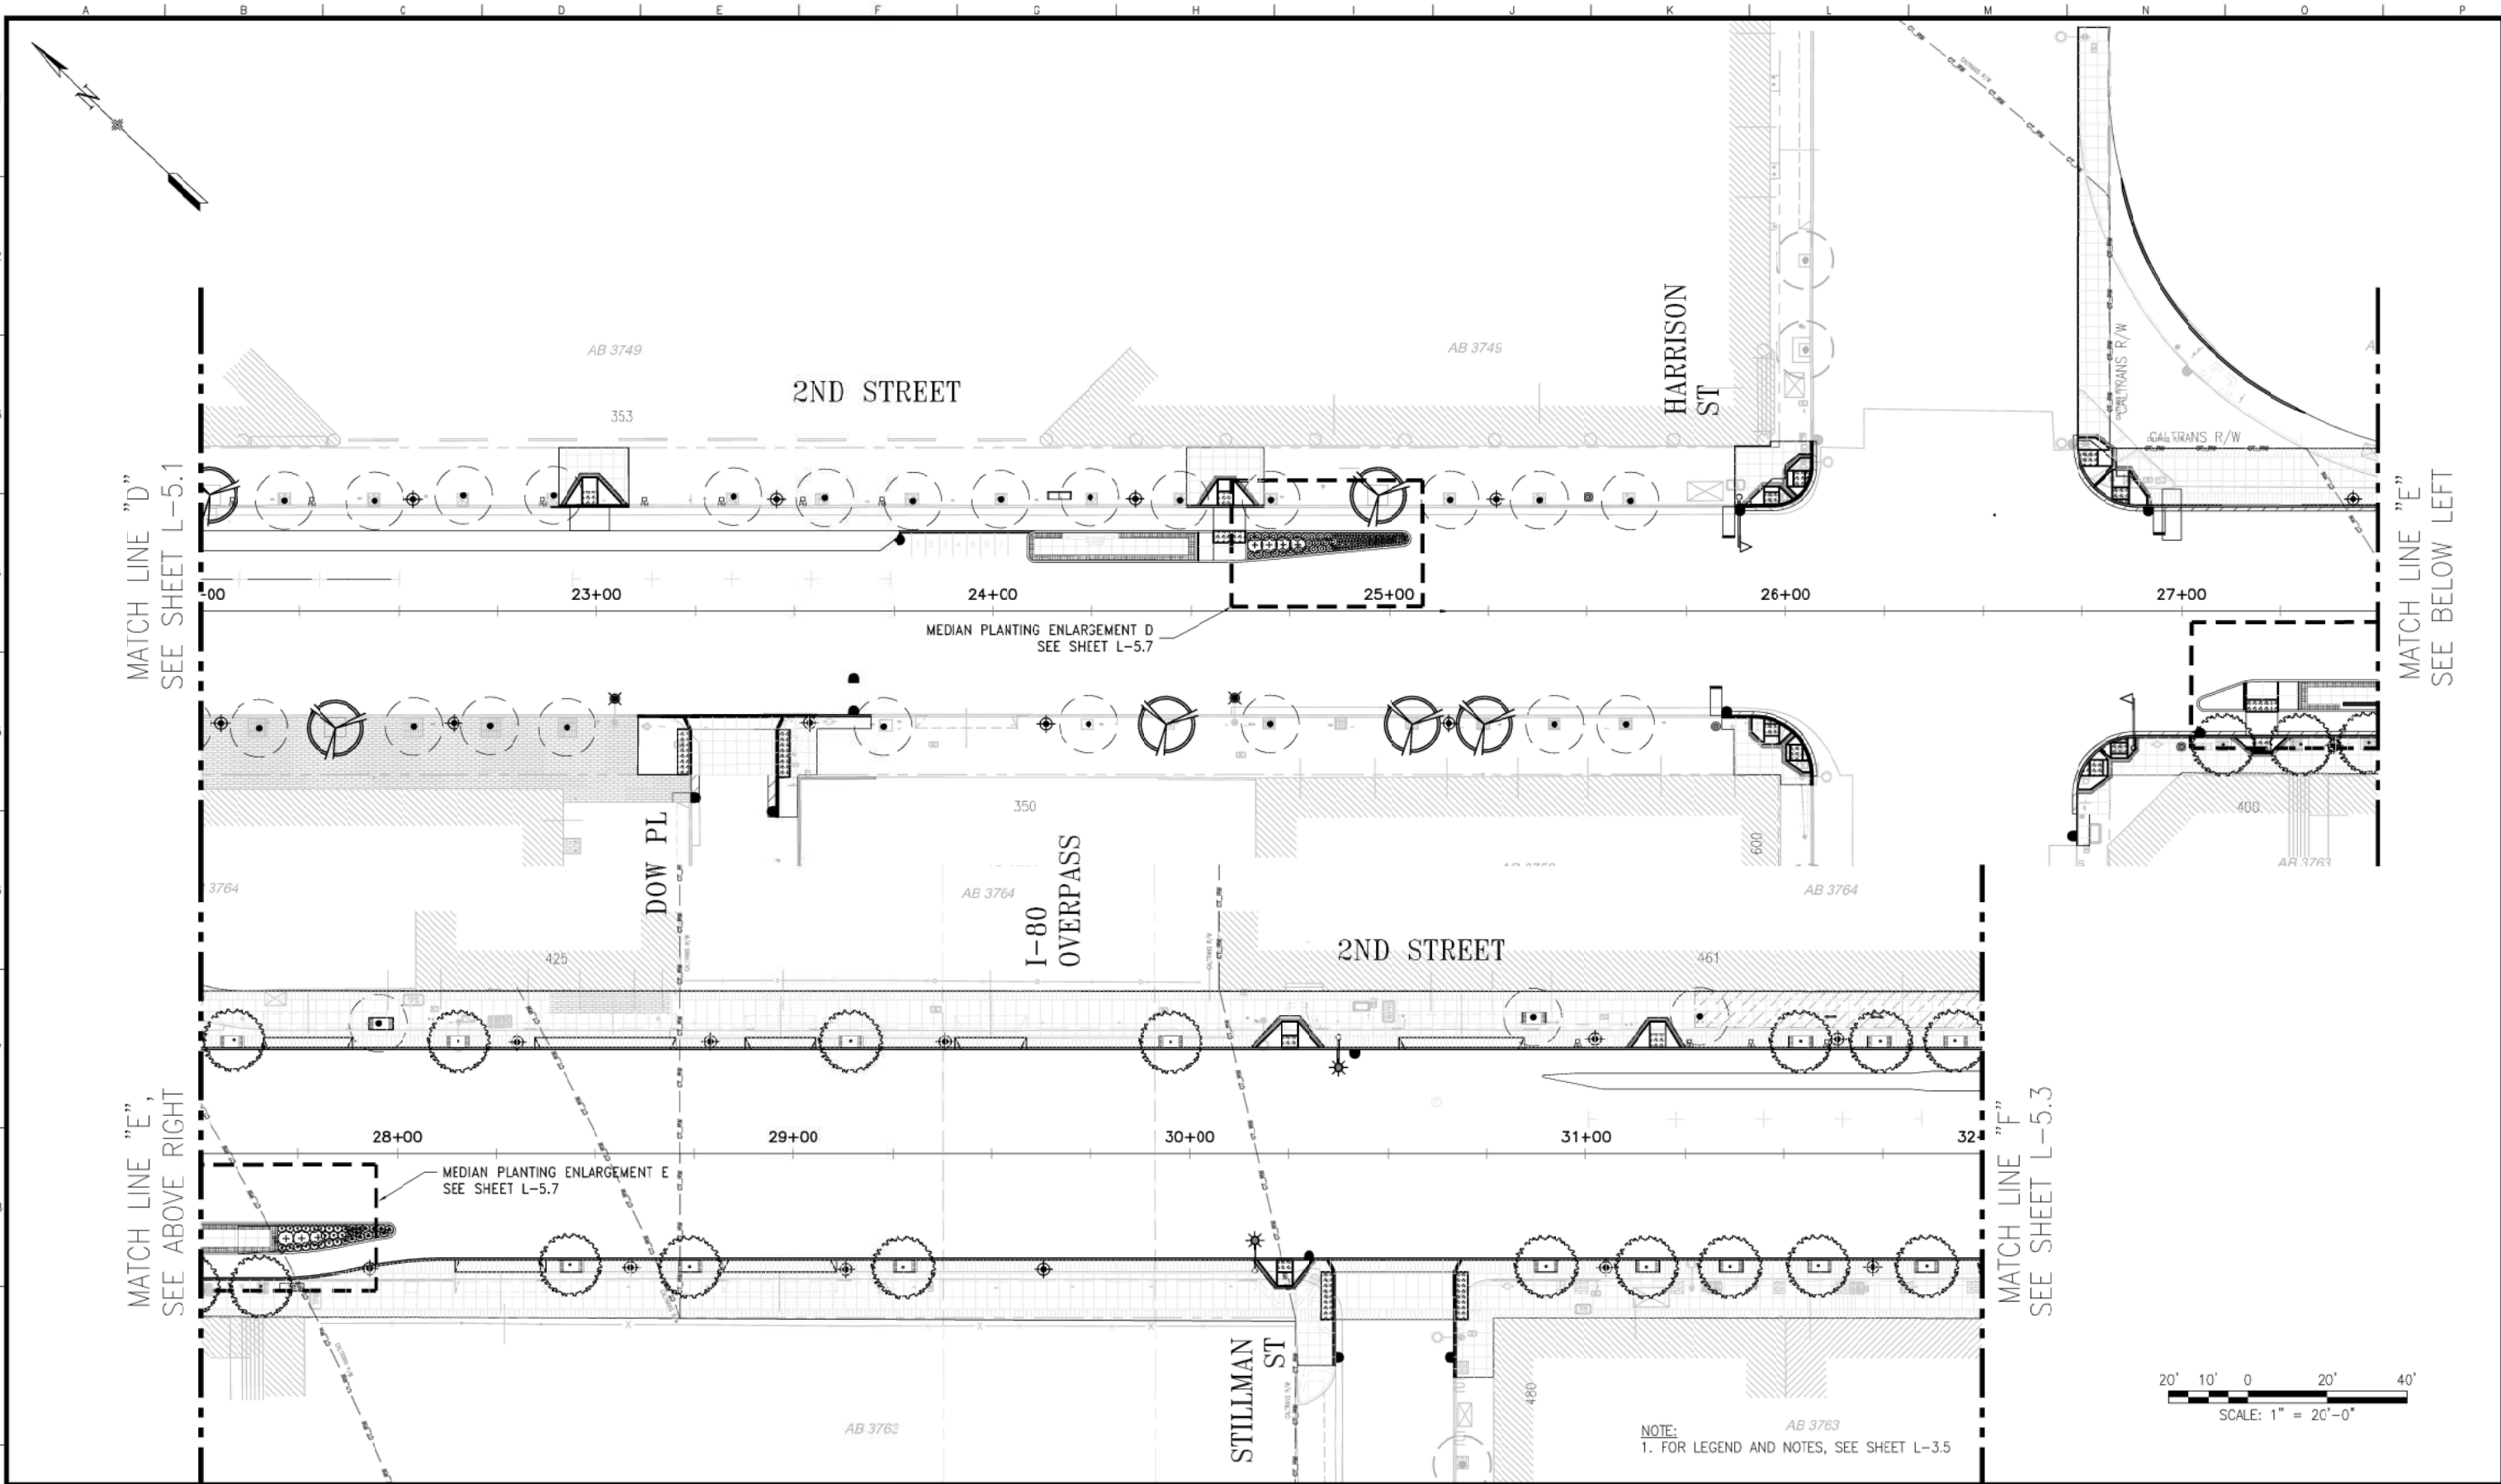 A B C D E F G H I J K L M N O P
N
CALTRANS R/W
CT_RW
AB 3749
AB 3749
2ND STREET
353
HARRISON
ST
CALTRANS R/W
CALTRANS R/W
MATCH LINE "D"
SEE SHEET L-5.1
MATCH LINE "E"
SEE BELOW LEFT
-00 23+00 24+00 25+00 26+00 27+00
MEDIAN PLANTING ENLARGEMENT D
SEE SHEET L-5.7
350
400
600
DOW PL
I-80
OVERPASS
3764
AB 3764
AB 3764
AB 3763
2ND STREET
425
461
MATCH LINE "E",
SEE ABOVE RIGHT
28+00 29+00 30+00 31+00 32+
MEDIAN PLANTING ENLARGEMENT E
SEE SHEET L-5.7
MATCH LINE "F"
SEE SHEET L-5.3
STILLMAN
ST
480
AB 3763
AB 3763
NOTE:
1. FOR LEGEND AND NOTES, SEE SHEET L-3.5
20' 10' 0 20' 40'
SCALE: 1" = 20'-0"